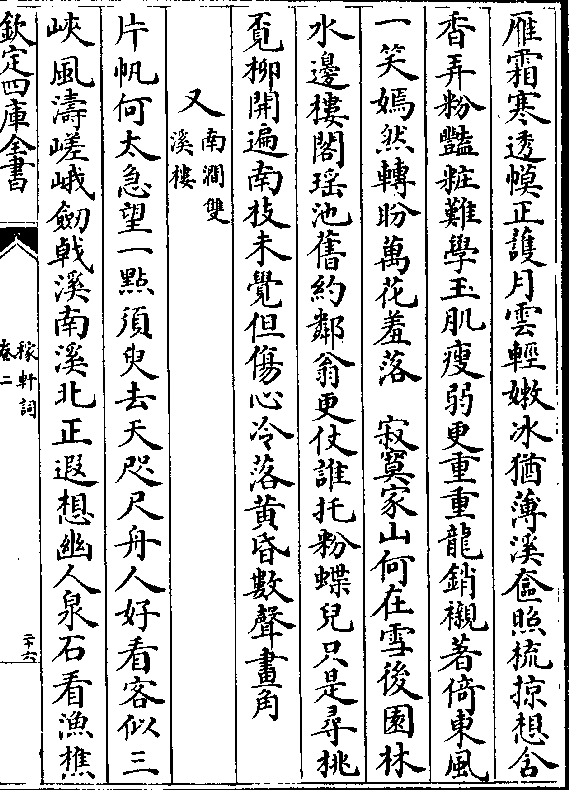 雁霜寒透幙正護月雲輕嫩冰猶薄溪奩照梳掠想含
香弄粉豔粧難學玉肌瘦弱更重重龍銷襯著倚東風
一笑嫣然轉盼萬花羞落　寂寞家山何在雪後園林
水邊樓閣瑶池舊約鄰翁更仗誰托粉蝶兒只是尋桃
覔柳開遍南枝未覺但傷心冷落黄昏數聲畫角
又　南澗雙溪樓
片帆何太急望一點須臾去天咫尺舟人好看客似三
峽風濤嵯峨劒㦸溪南溪北正遐想幽人泉石看漁樵
欽定四庫全書
稼軒詞
卷二
二十六